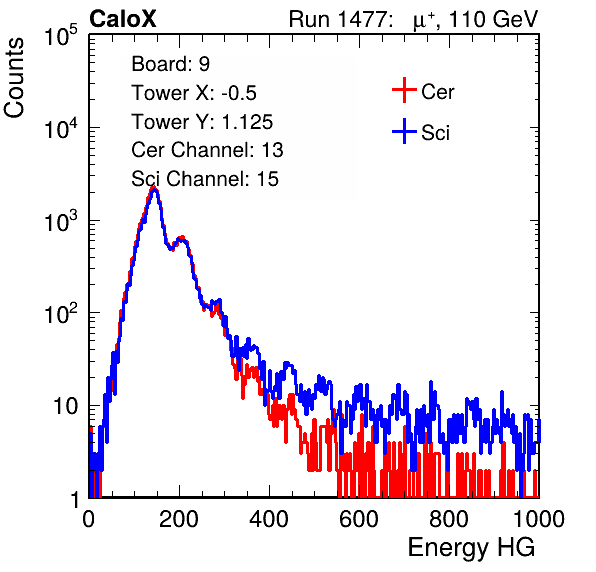 CaloX Run 1477: μ⁺, 110 GeV
Counts
Board: 9
Tower X: -0.5
Tower Y: 1.125
Cer Channel: 13
Sci Channel: 15
Cer
Sci
10⁵
10⁴
10³
10²
10
1
0 200 400 600 800 1000
Energy HG